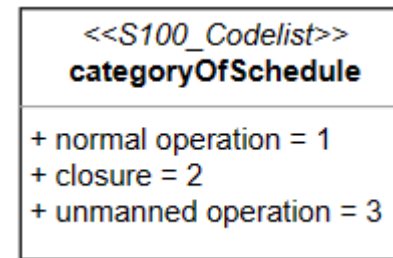 <<S100_Codelist>>
categoryOfSchedule
+ normal operation = 1
+ closure = 2
+ unmanned operation = 3